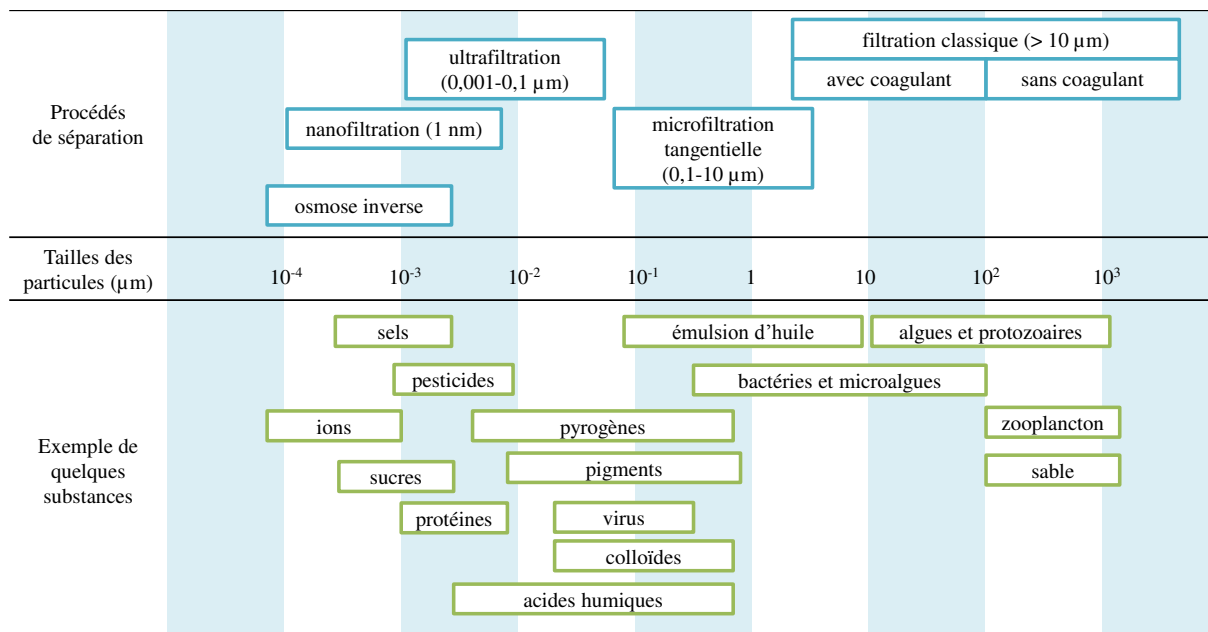 Procédés
de séparation
ultrafiltration
(0,001-0,1 µm)
filtration classique (> 10 µm)
avec coagulant
sans coagulant
nanofiltration (1 nm)
microfiltration
tangentielle
(0,1-10 µm)
osmose inverse
Tailles des
particules (µm)
10⁻⁴
10⁻³
10⁻²
10⁻¹
1
10
10²
10³
Exemple de
quelques
substances
sels
émulsion d’huile
algues et protozoaires
pesticides
bactéries et microalgues
ions
pyrogènes
zooplancton
sucres
pigments
sable
protéines
virus
colloïdes
acides humiques